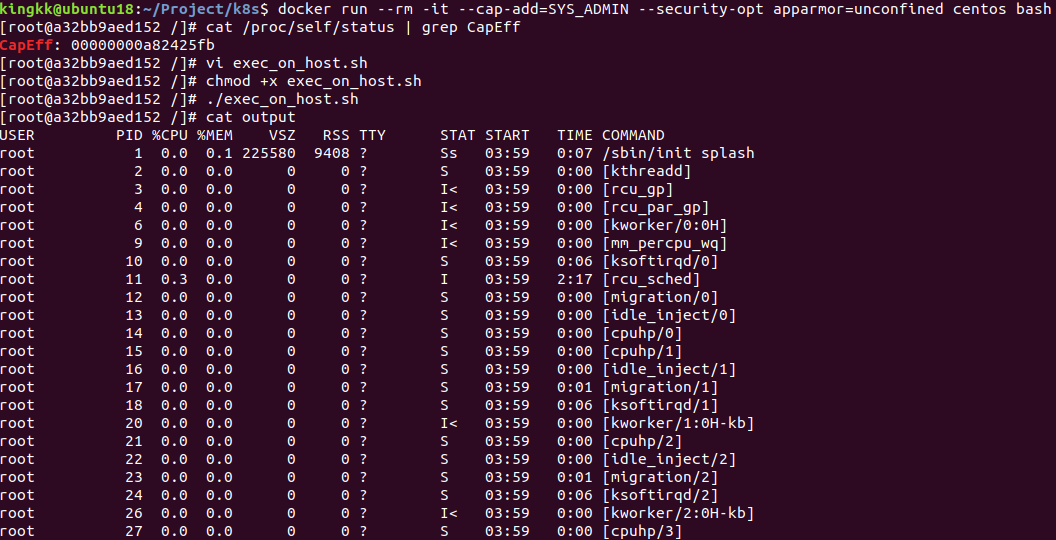 kingkk@ubuntu18:~/Project/k8s$ docker run --rm -it --cap-add=SYS_ADMIN --security-opt apparmor=unconfined centos bash
[root@a32bb9aed152 /]# cat /proc/self/status | grep CapEff
CapEff: 00000000a82425fb
[root@a32bb9aed152 /]# vi exec_on_host.sh
[root@a32bb9aed152 /]# chmod +x exec_on_host.sh
[root@a32bb9aed152 /]# ./exec_on_host.sh
[root@a32bb9aed152 /]# cat output
USER         PID %CPU %MEM    VSZ   RSS TTY        STAT START   TIME COMMAND
root           1  0.0  0.1 225580  9408 ?        Ss   03:59   0:07 /sbin/init splash
root           2  0.0  0.0      0     0 ?        S    03:59   0:00 [kthreadd]
root           3  0.0  0.0      0     0 ?        I<   03:59   0:00 [rcu_gp]
root           4  0.0  0.0      0     0 ?        I<   03:59   0:00 [rcu_par_gp]
root           6  0.0  0.0      0     0 ?        I<   03:59   0:00 [kworker/0:0H]
root           9  0.0  0.0      0     0 ?        I<   03:59   0:00 [mm_percpu_wq]
root          10  0.0  0.0      0     0 ?        S    03:59   0:06 [ksoftirqd/0]
root          11  0.3  0.0      0     0 ?        I    03:59   2:17 [rcu_sched]
root          12  0.0  0.0      0     0 ?        S    03:59   0:00 [migration/0]
root          13  0.0  0.0      0     0 ?        S    03:59   0:00 [idle_inject/0]
root          14  0.0  0.0      0     0 ?        S    03:59   0:00 [cpuhp/0]
root          15  0.0  0.0      0     0 ?        S    03:59   0:00 [cpuhp/1]
root          16  0.0  0.0      0     0 ?        S    03:59   0:00 [idle_inject/1]
root          17  0.0  0.0      0     0 ?        S    03:59   0:01 [migration/1]
root          18  0.0  0.0      0     0 ?        S    03:59   0:06 [ksoftirqd/1]
root          20  0.0  0.0      0     0 ?        I<   03:59   0:00 [kworker/1:0H-kb]
root          21  0.0  0.0      0     0 ?        S    03:59   0:00 [cpuhp/2]
root          22  0.0  0.0      0     0 ?        S    03:59   0:00 [idle_inject/2]
root          23  0.0  0.0      0     0 ?        S    03:59   0:01 [migration/2]
root          24  0.0  0.0      0     0 ?        S    03:59   0:06 [ksoftirqd/2]
root          26  0.0  0.0      0     0 ?        I<   03:59   0:00 [kworker/2:0H-kb]
root          27  0.0  0.0      0     0 ?        S    03:59   0:00 [cpuhp/3]